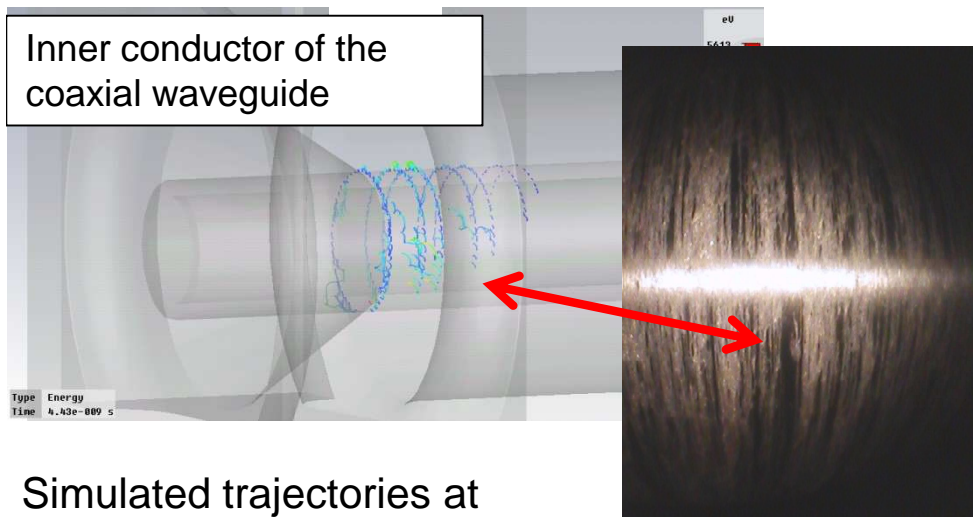 Inner conductor of the
coaxial waveguide
eV
5613
Type Energy
Time 4.43e-009 s
Simulated trajectories at